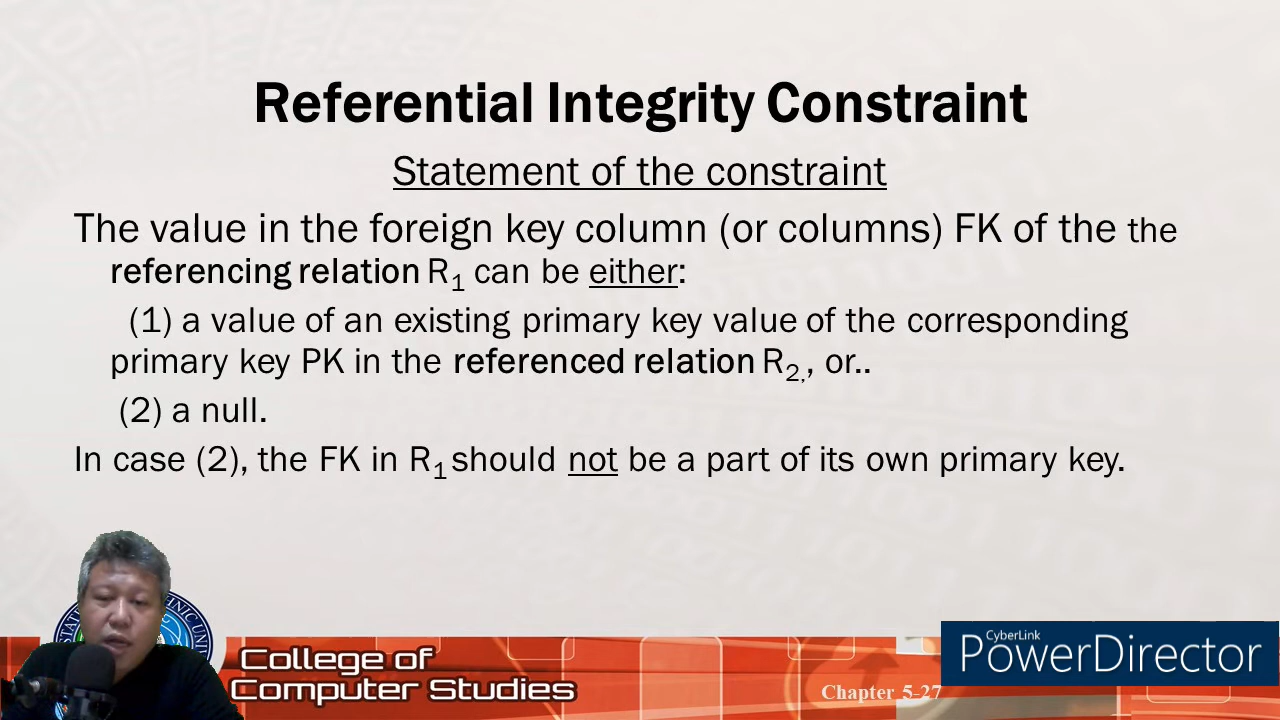 Referential Integrity Constraint
Statement of the constraint
The value in the foreign key column (or columns) FK of the the
referencing relation R1 can be either:
(1) a value of an existing primary key value of the corresponding
primary key PK in the referenced relation R2,, or..
(2) a null.
In case (2), the FK in R1 should not be a part of its own primary key.
College of
Computer Studies
Chapter 5-27
CyberLink
PowerDirector